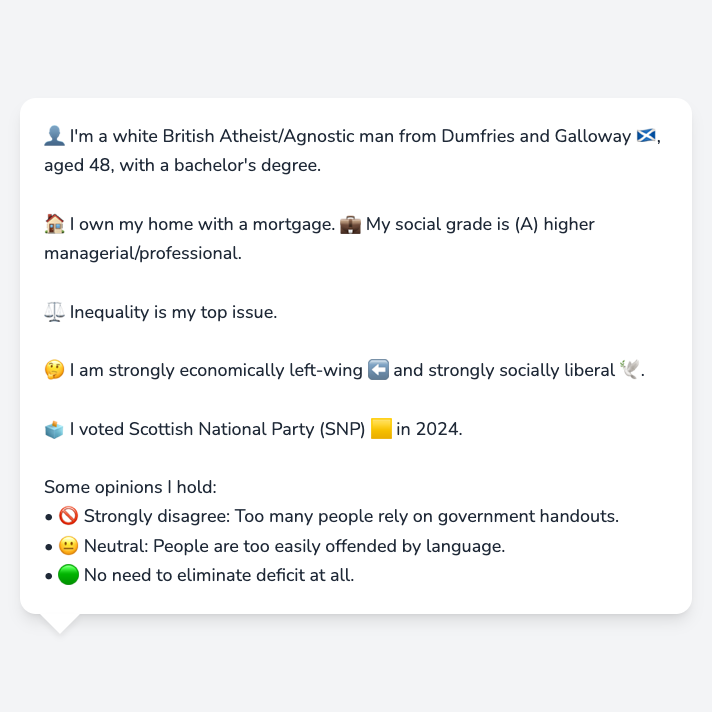 👤 I'm a white British Atheist/Agnostic man from Dumfries and Galloway 🏴󠁧󠁢󠁳󠁣󠁴󠁿,
aged 48, with a bachelor's degree.
🏠 I own my home with a mortgage. 💼 My social grade is (A) higher
managerial/professional.
⚖️ Inequality is my top issue.
🤔 I am strongly economically left-wing ⬅️ and strongly socially liberal 🕊️.
🗳️ I voted Scottish National Party (SNP) 🟨 in 2024.
Some opinions I hold:
• 🚫 Strongly disagree: Too many people rely on government handouts.
• 😐 Neutral: People are too easily offended by language.
• 🟢 No need to eliminate deficit at all.